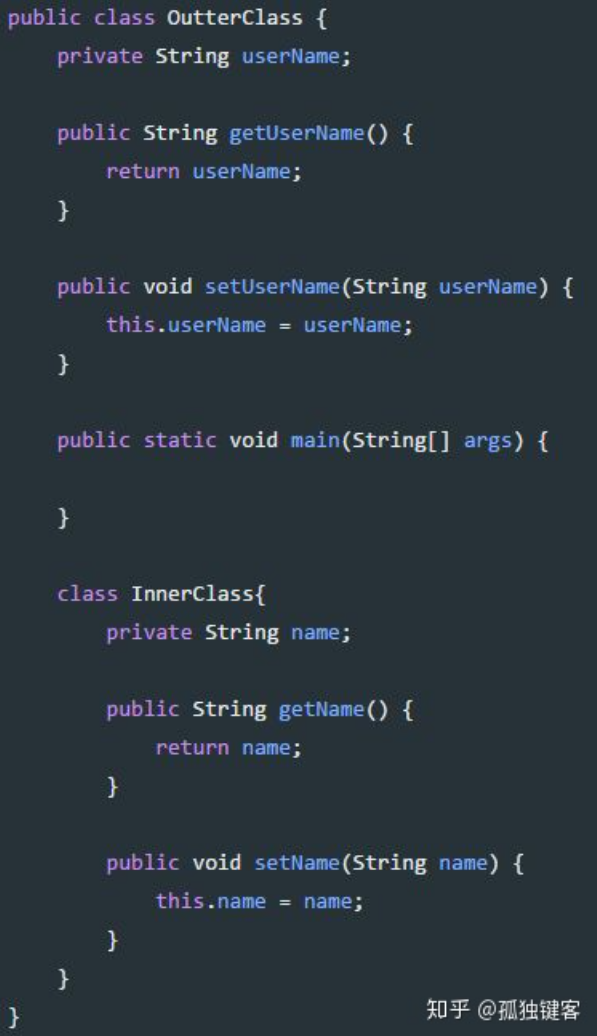 public class OutterClass {
    private String userName;

    public String getUserName() {
        return userName;
    }

    public void setUserName(String userName) {
        this.userName = userName;
    }

    public static void main(String[] args) {

    }

    class InnerClass{
        private String name;

        public String getName() {
            return name;
        }

        public void setName(String name) {
            this.name = name;
        }
    }
}
知乎 @孤独键客